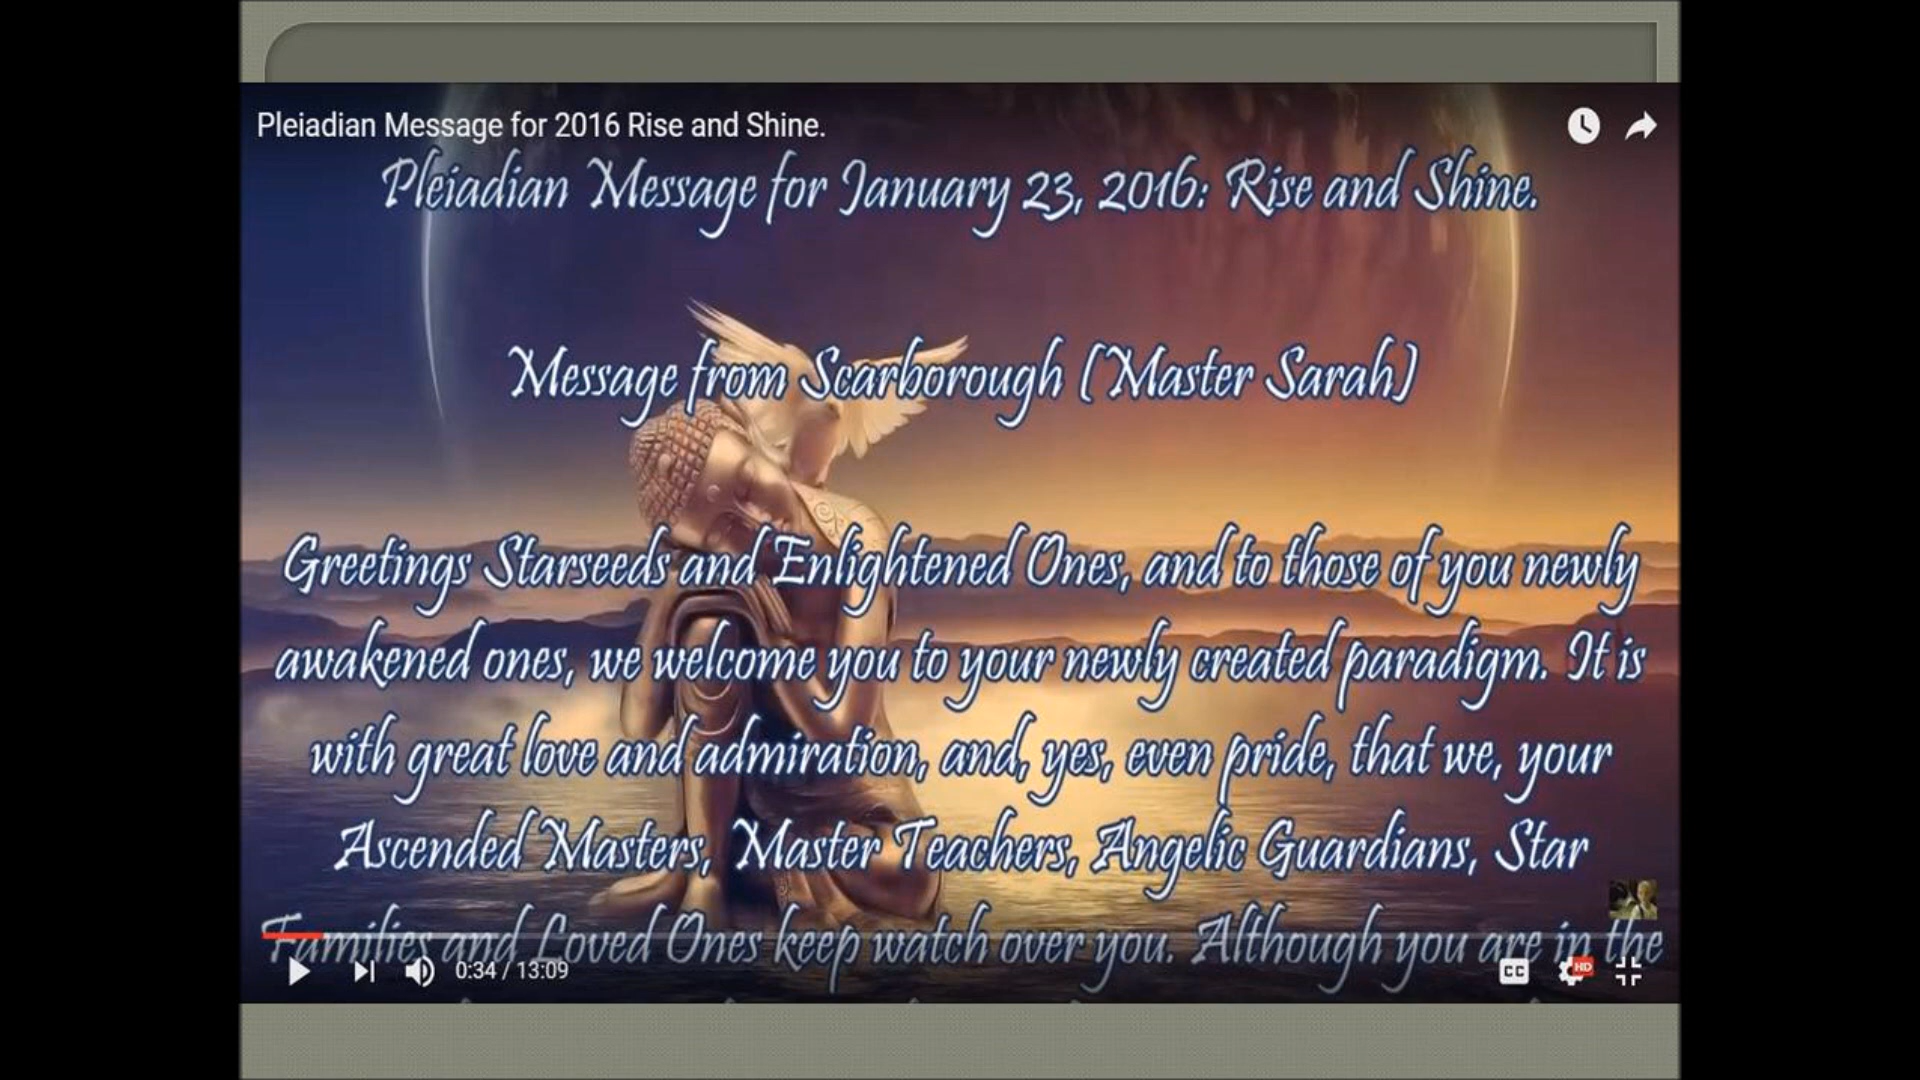 Pleiadian Message for 2016 Rise and Shine.
Pleiadian Message for January 23, 2016: Rise and Shine.
Message from Scarborough (Master Sarah)
Greetings Starseeds and Enlightened Ones, and to those of you newly
awakened ones, we welcome you to your newly created paradigm. It is
with great love and admiration, and, yes, even pride, that we, your
Ascended Masters, Master Teachers, Angelic Guardians, Star
Families and Loved Ones keep watch over you. Although you are in the
0:34 / 13:09
CC
HD